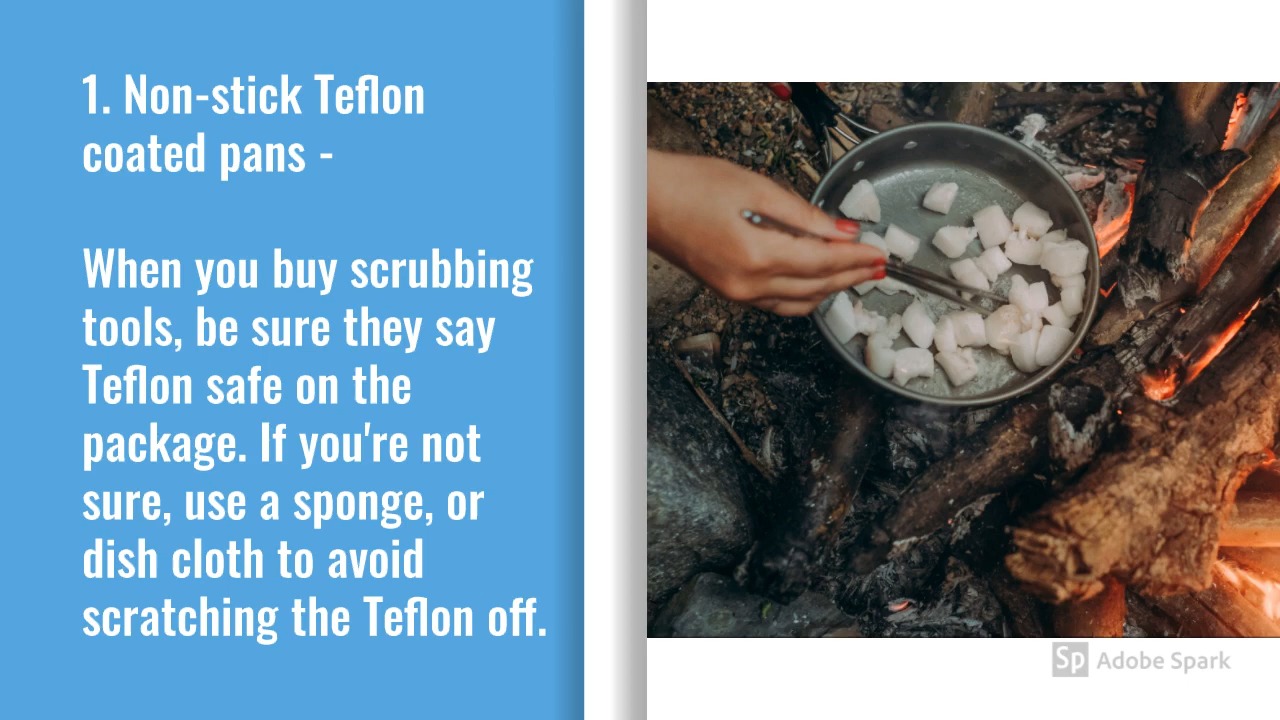 1. Non-stick Teflon
coated pans -
When you buy scrubbing
tools, be sure they say
Teflon safe on the
package. If you're not
sure, use a sponge, or
dish cloth to avoid
scratching the Teflon off.
Sp Adobe Spark